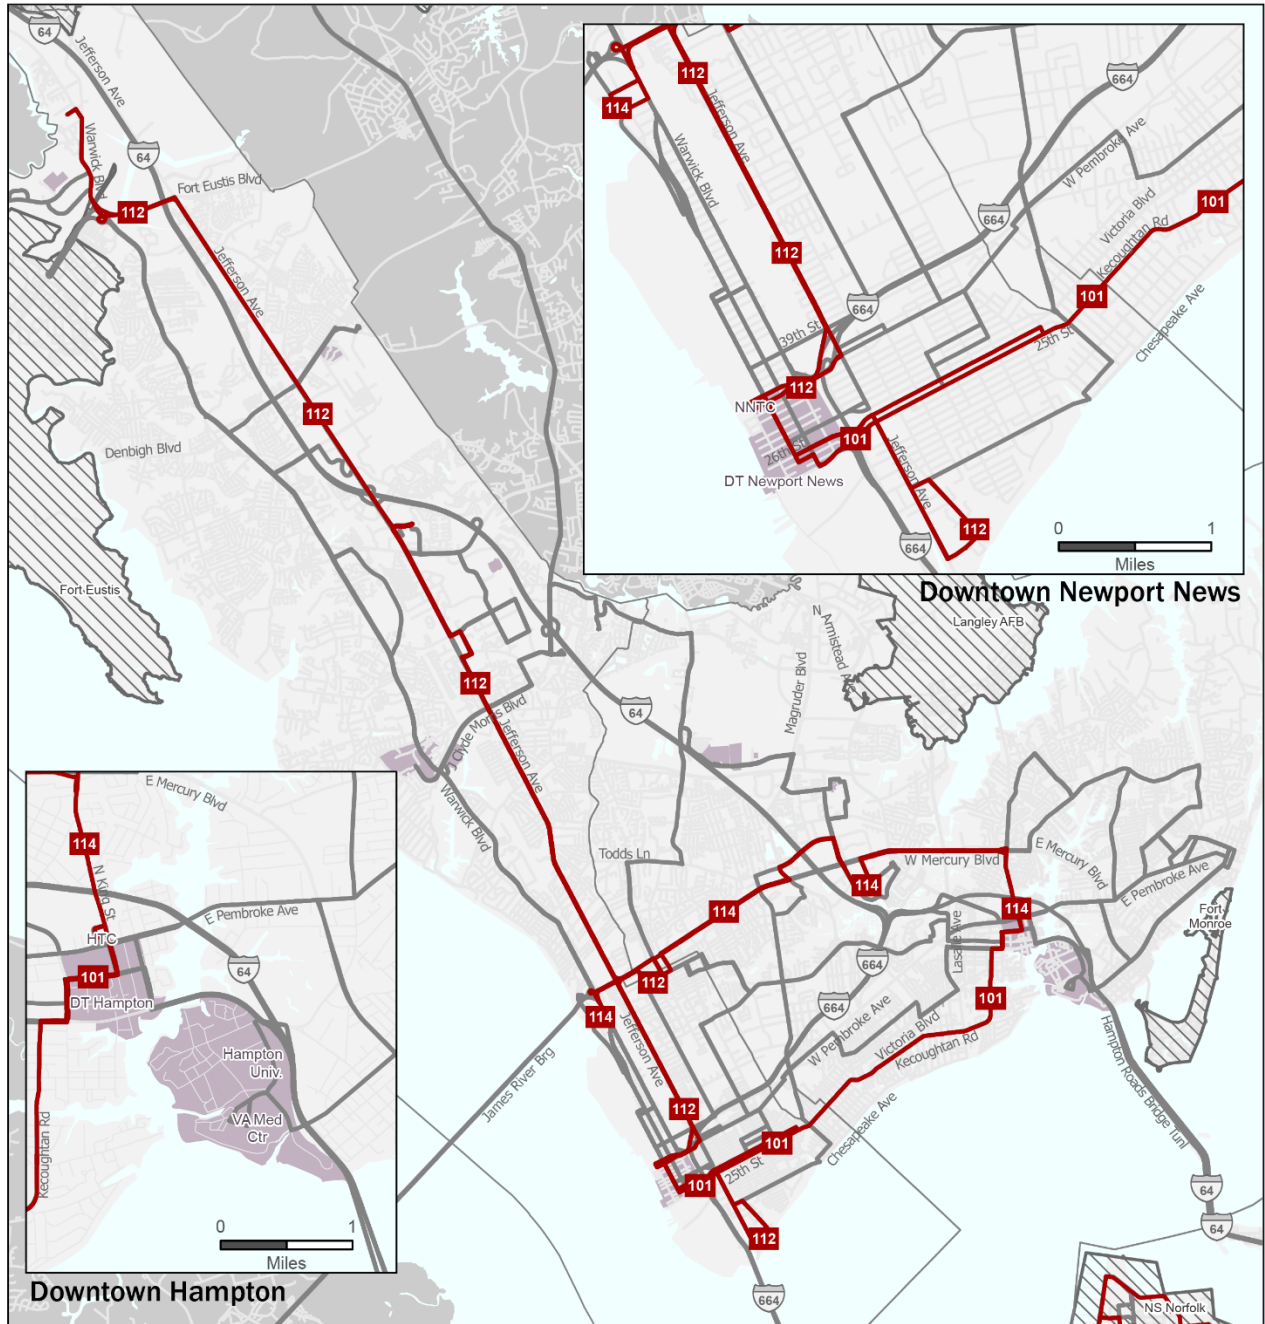 64
Jefferson Ave
Warwick Blvd
64
Fort Eustis Blvd
112
Jefferson Ave
112
Denbigh Blvd
Fort Eustis
112
J Clyde Morris Blvd
Jefferson Ave
Warwick Blvd
Todds Ln
64
Magruder Blvd
N Armistead Ave
Langley AFB
W Mercury Blvd
E Mercury Blvd
E Pembroke Ave
Fort
Monroe
114
114
114
Lasalle Ave
112
664
114
664
101
W Pembroke Ave
Victoria Blvd
Kecoughtan Rd
Jefferson Ave
James River Brg
Hampton Roads Bridge Tunl
Chesapeake Ave
112
101
25th St
101
112
64
64
664
NS Norfolk
112
114
Jefferson Ave
Warwick Blvd
664
W Pembroke Ave
664
Victoria Blvd
Kecoughtan Rd
101
112
101
664
39th St
25th St
Chesapeake Ave
112
NNTC
101
26th St
DT Newport News
Jefferson Ave
112
664
0
1
Miles
Downtown Newport News
E Mercury Blvd
114
N King St
E Pembroke Ave
HTC
101
64
DT Hampton
Hampton
Univ.
VA Med
Ctr
Kecoughtan Rd
0
1
Miles
Downtown Hampton